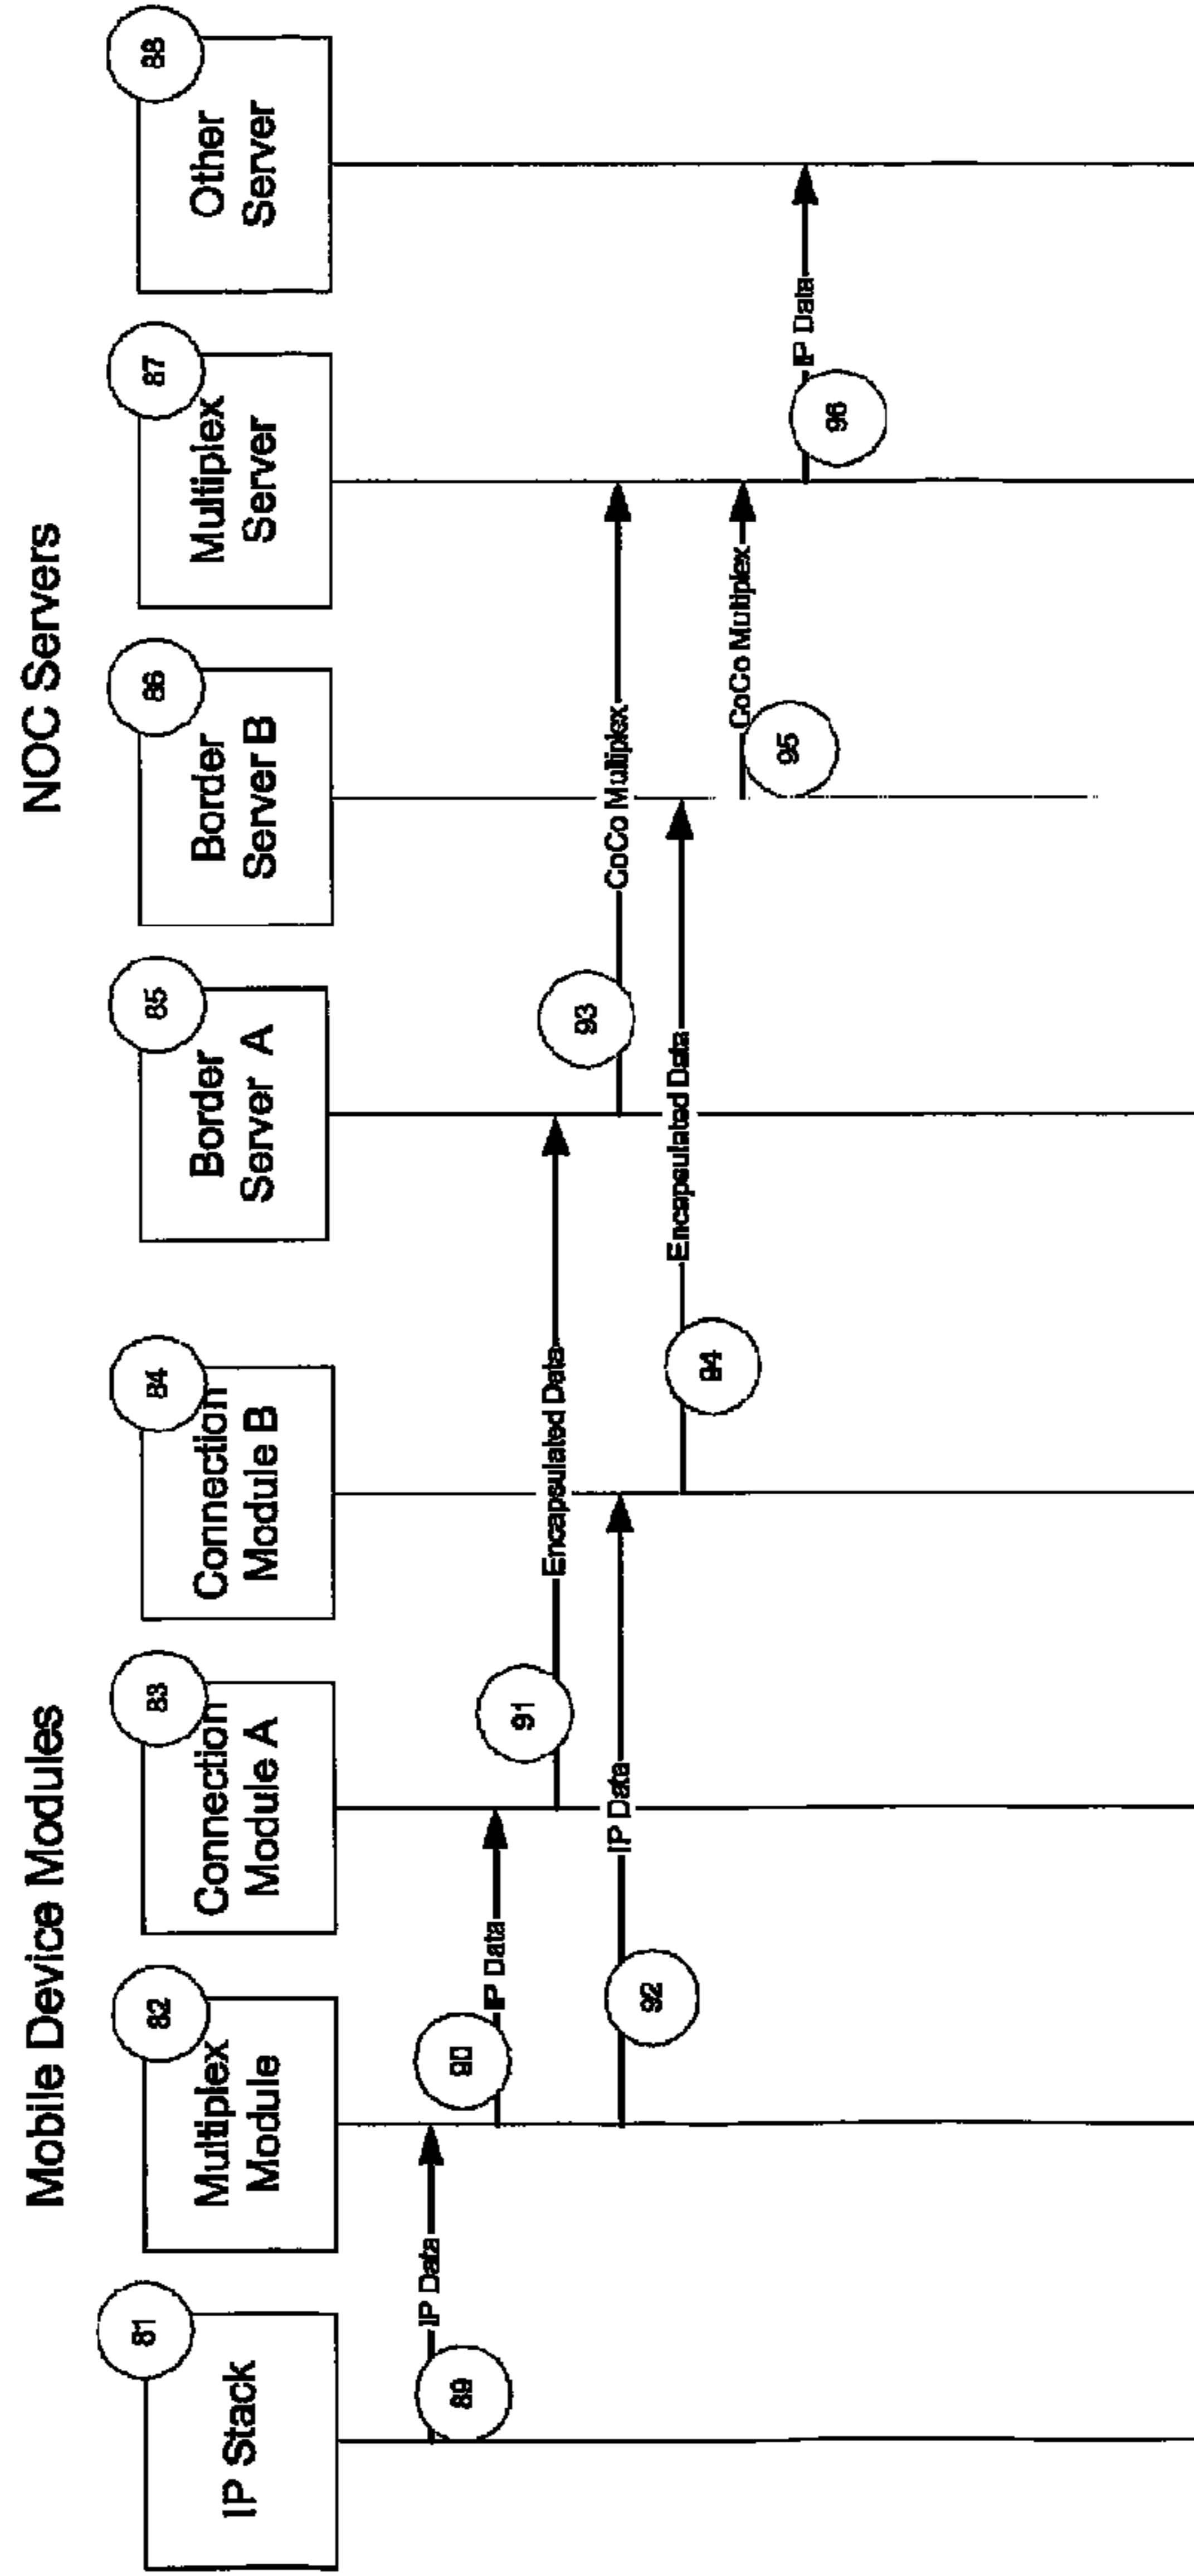 Mobile Device Modules
NOC Servers
81
IP Stack
82
Multiplex
Module
83
Connection
Module A
84
Connection
Module B
85
Border
Server A
86
Border
Server B
87
Multiplex
Server
88
Other
Server
IP Data
89
90
IP Data
91
Encapsulated Data
IP Data
92
93
CoCo Multiplex
94
Encapsulated Data
CoCo Multiplex
95
IP Data
96